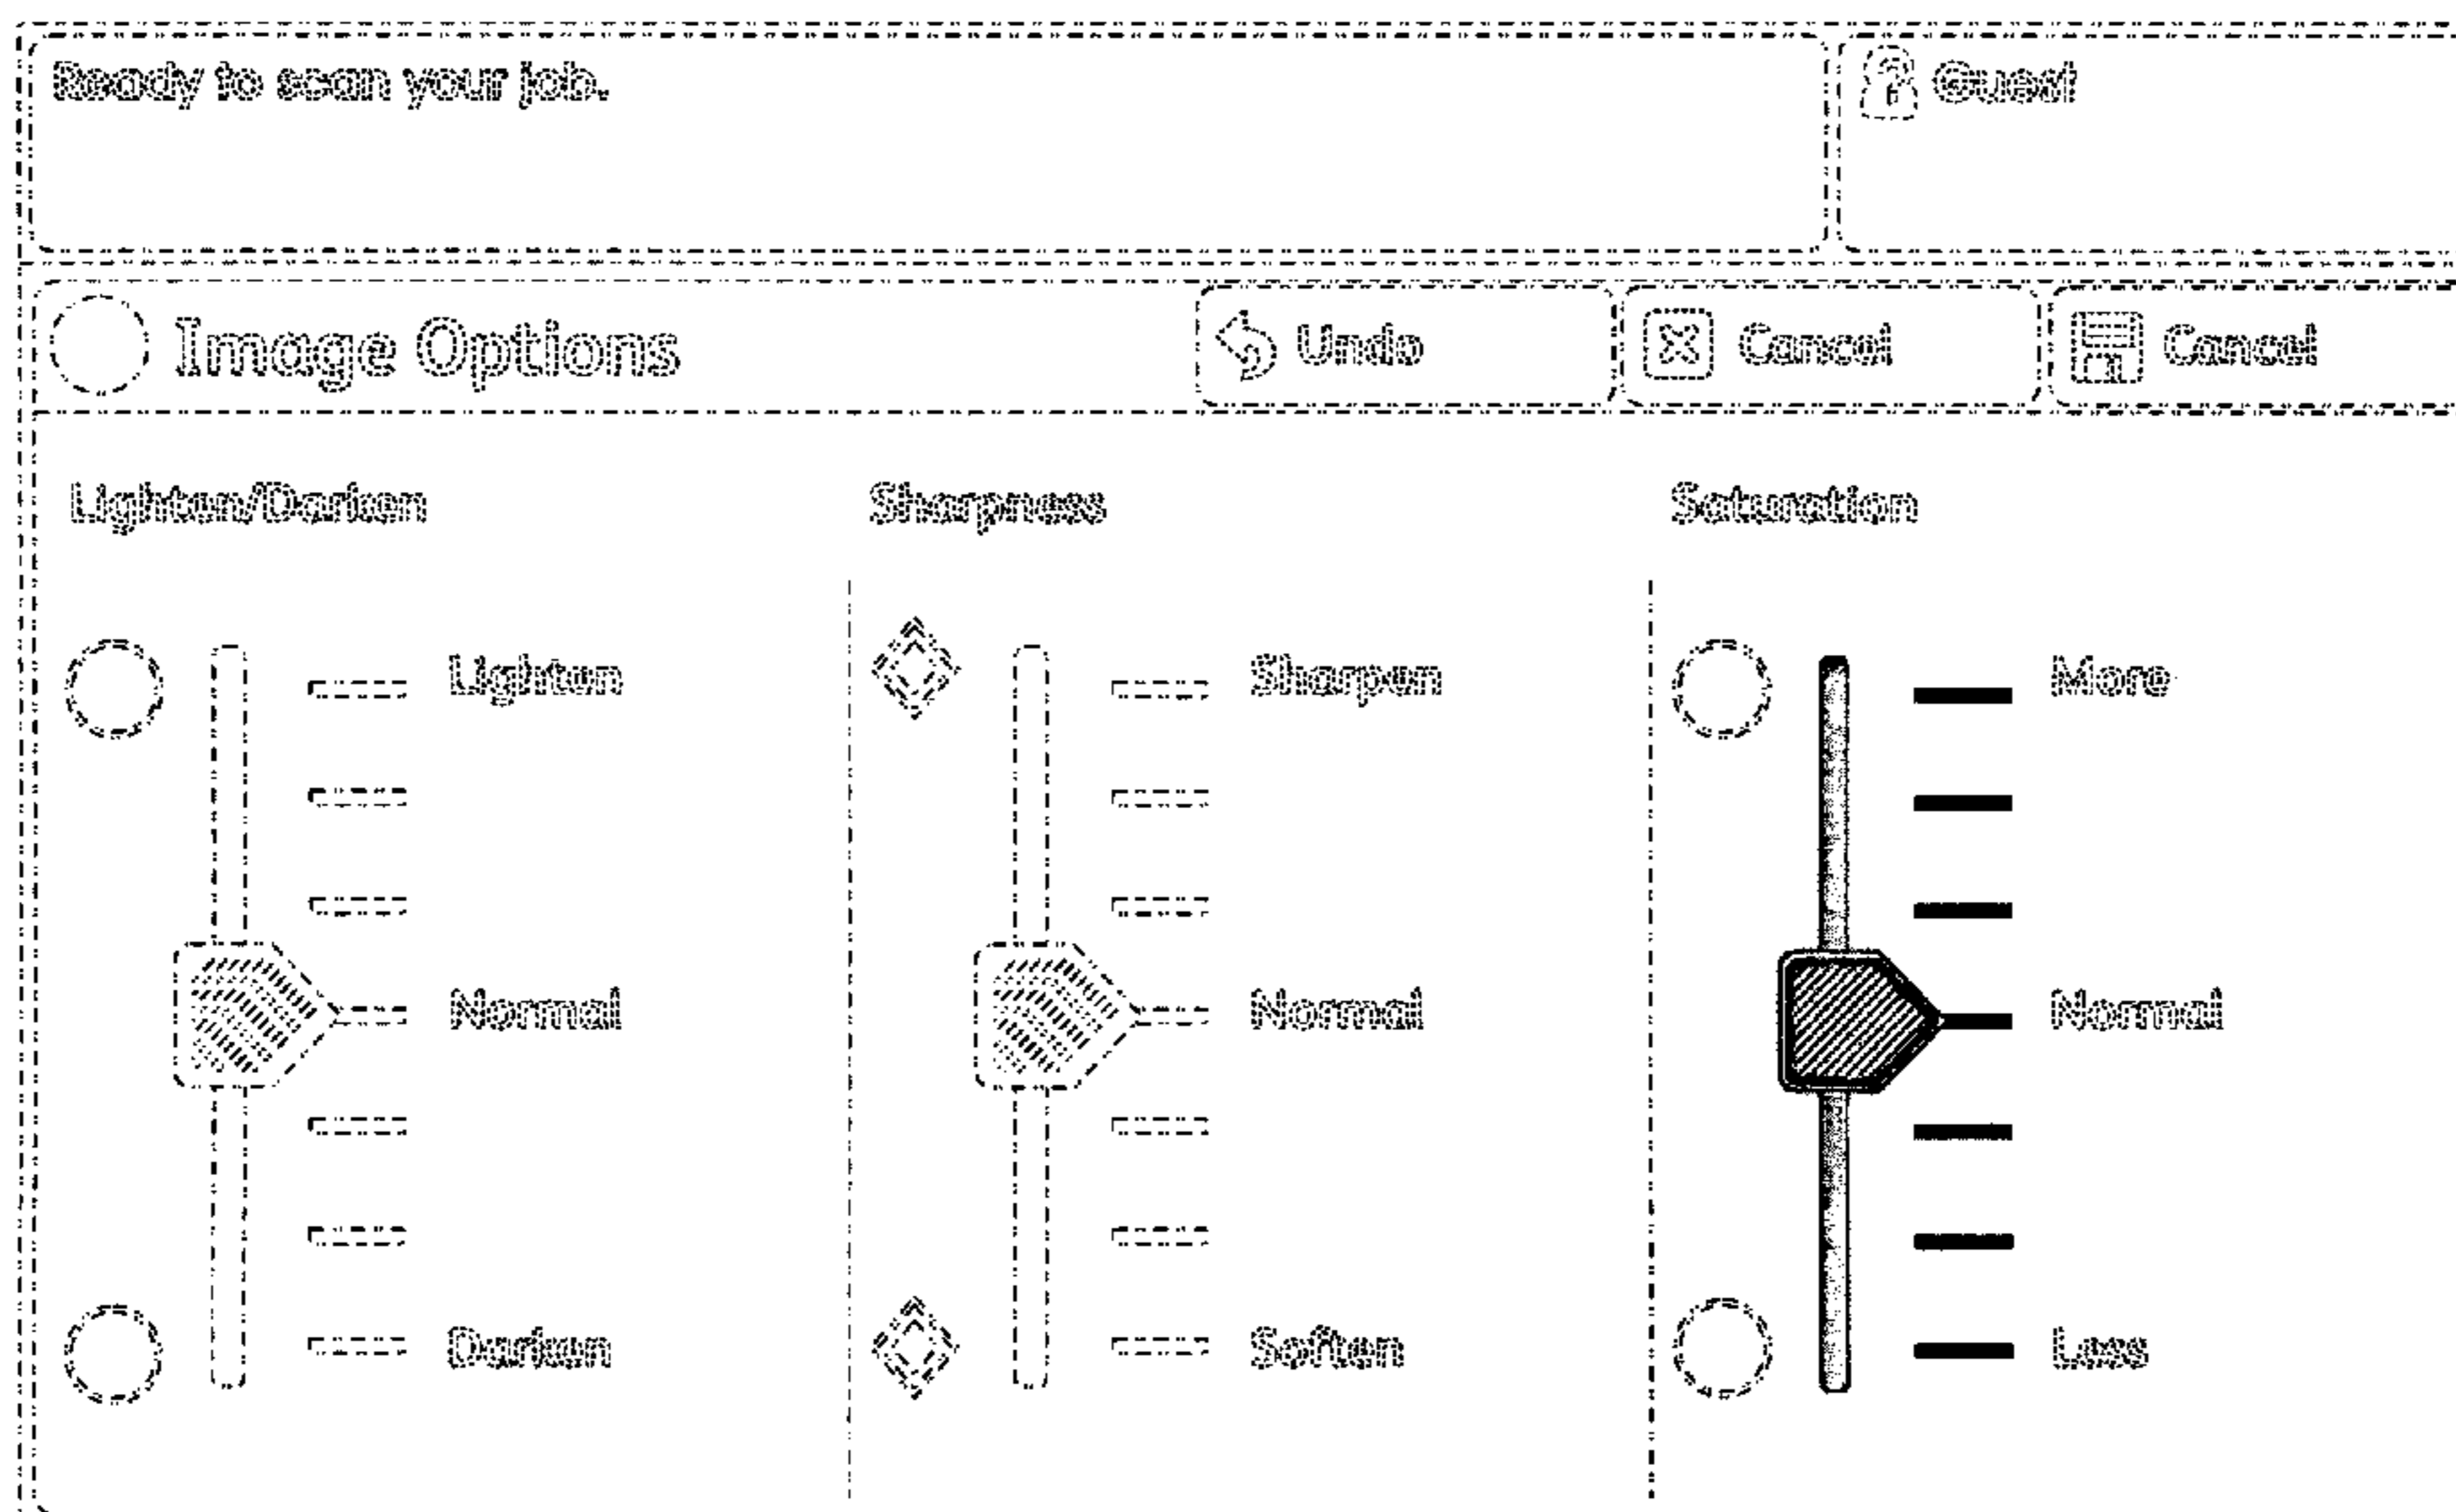 Ready to scan your job.
Guest
Image Options
Undo
Cancel
Cancel
Lighten/Darken
Sharpness
Saturation
Lighten
Sharpen
More
Normal
Normal
Normal
Darken
Soften
Less